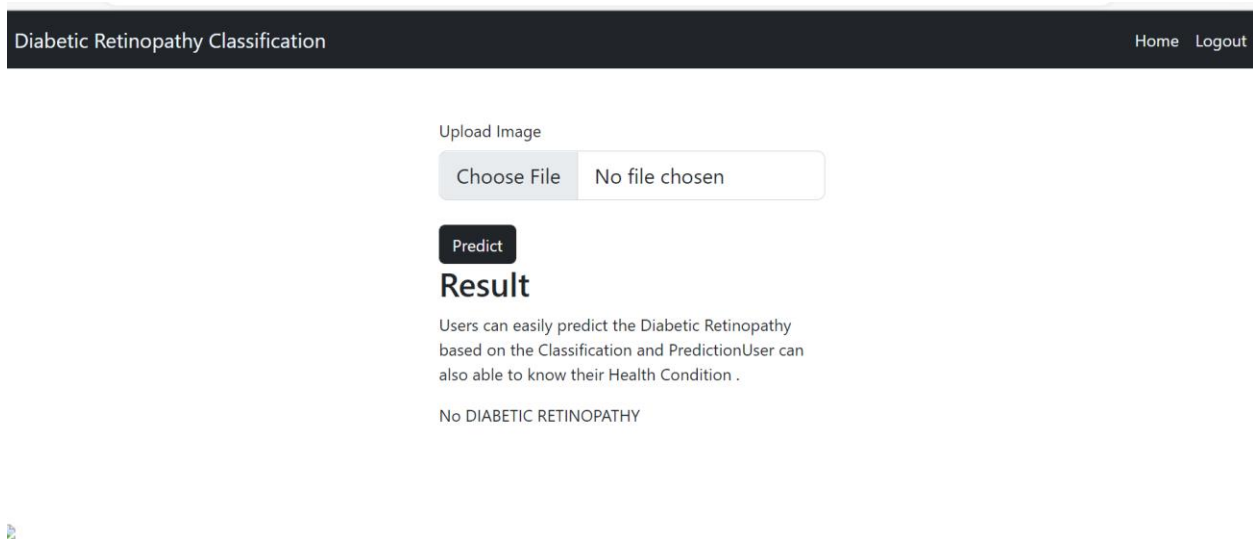 Diabetic Retinopathy Classification
Home Logout
Upload Image
Choose File No file chosen
Predict
Result
Users can easily predict the Diabetic Retinopathy
based on the Classification and PredictionUser can
also able to know their Health Condition .
No DIABETIC RETINOPATHY